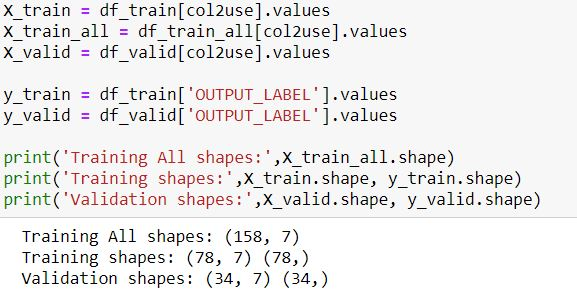 X_train = df_train[col2use].values
X_train_all = df_train_all[col2use].values
X_valid = df_valid[col2use].values
y_train = df_train['OUTPUT_LABEL'].values
y_valid = df_valid['OUTPUT_LABEL'].values
print('Training All shapes:',X_train_all.shape)
print('Training shapes:',X_train.shape, y_train.shape)
print('Validation shapes:',X_valid.shape, y_valid.shape)
Training All shapes: (158, 7)
Training shapes: (78, 7) (78,)
Validation shapes: (34, 7) (34,)